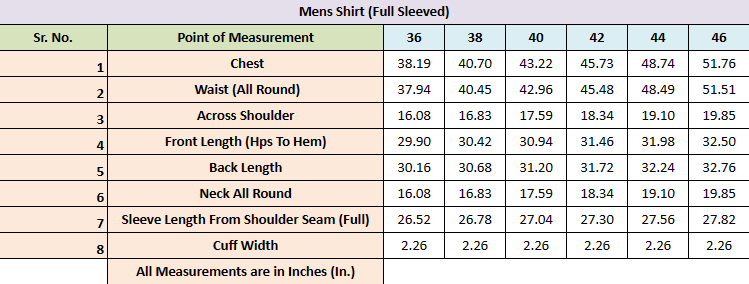 Mens Shirt (Full Sleeved)
Sr. No. Point of Measurement 36 38 40 42 44 46
1 Chest 38.19 40.70 43.22 45.73 48.74 51.76
2 Waist (All Round) 37.94 40.45 42.96 45.48 48.49 51.51
3 Across Shoulder 16.08 16.83 17.59 18.34 19.10 19.85
4 Front Length (Hps To Hem) 29.90 30.42 30.94 31.46 31.98 32.50
5 Back Length 30.16 30.68 31.20 31.72 32.24 32.76
6 Neck All Round 16.08 16.83 17.59 18.34 19.10 19.85
7 Sleeve Length From Shoulder Seam (Full) 26.52 26.78 27.04 27.30 27.56 27.82
8 Cuff Width 2.26 2.26 2.26 2.26 2.26 2.26
All Measurements are in Inches (In.)